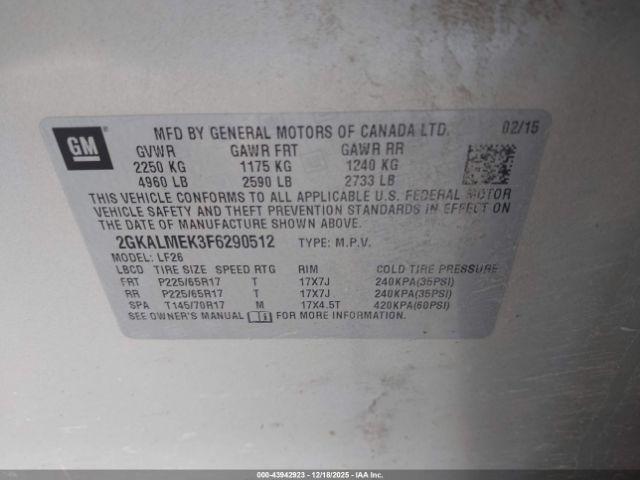 GM
MFD BY GENERAL MOTORS OF CANADA LTD. 02/15
GVWR GAWR FRT GAWR RR
2250 KG 1175 KG 1240 KG
4960 LB 2590 LB 2733 LB
THIS VEHICLE CONFORMS TO ALL APPLICABLE U.S. FEDERAL MOTOR
VEHICLE SAFETY AND THEFT PREVENTION STANDARDS IN EFFECT ON
THE DATE OF MANUFACTURE SHOWN ABOVE.
2GKALMEK3F6290512 TYPE: M.P.V.
MODEL: LF26
LBCD TIRE SIZE SPEED RTG RIM COLD TIRE PRESSURE
FRT P225/65R17 T 17X7J 240KPA(35PSI)
RR P225/65R17 T 17X7J 240KPA(35PSI)
SPA T145/70R17 M 17X4.5T 420KPA(60PSI)
SEE OWNER'S MANUAL FOR MORE INFORMATION.
000-43942923 - 12/18/2025 - IAA Inc.